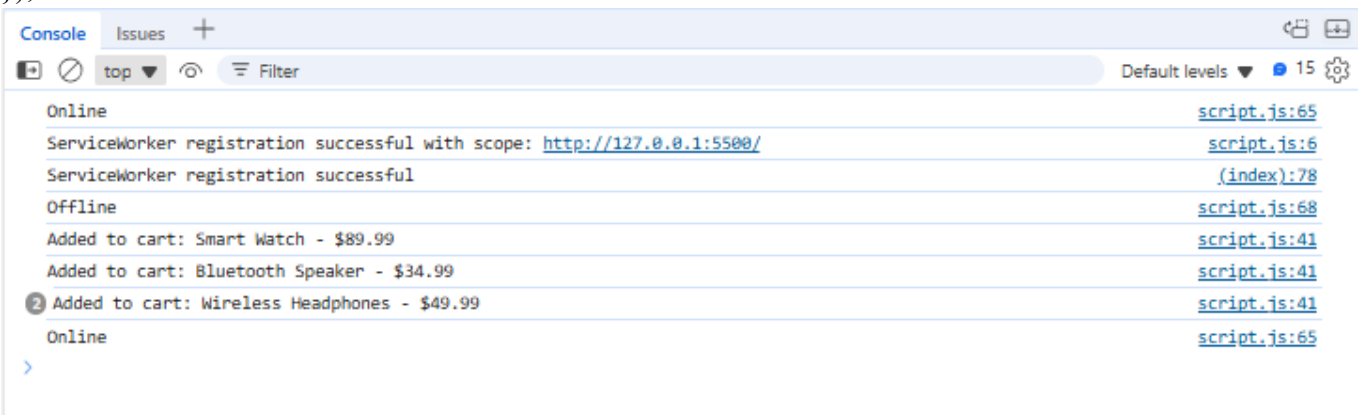 Console Issues +
top ▼ Filter Default levels ▼ 15
Online script.js:65
ServiceWorker registration successful with scope: http://127.0.0.1:5500/ script.js:6
ServiceWorker registration successful (index):78
Offline script.js:68
Added to cart: Smart Watch - $89.99 script.js:41
Added to cart: Bluetooth Speaker - $34.99 script.js:41
2 Added to cart: Wireless Headphones - $49.99 script.js:41
Online script.js:65
>